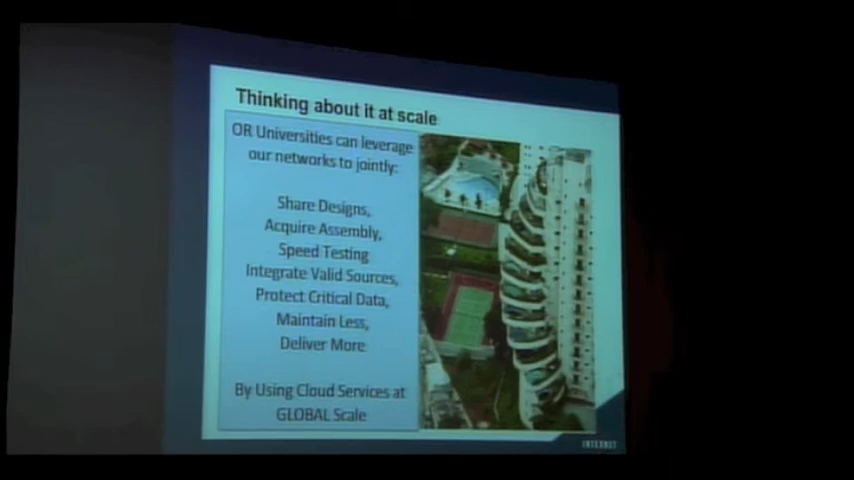 Thinking about it at scale
OR Universities can leverage
our networks to jointly:
Share Designs,
Acquire Assembly,
Speed Testing
Integrate Valid Sources,
Protect Critical Data,
Maintain Less,
Deliver More
By Using Cloud Services at
GLOBAL Scale
INTERNET